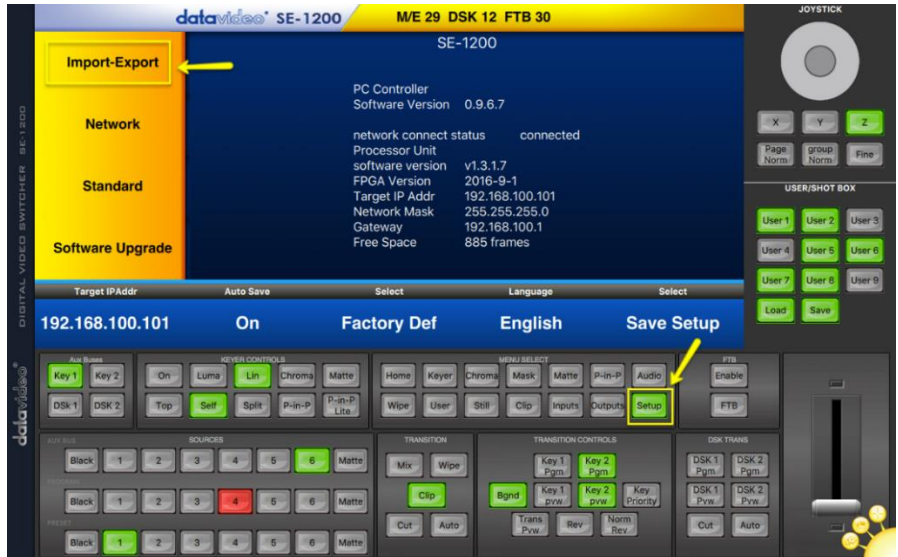 datavideo SE-1200
M/E 29 DSK 12 FTB 30
JOYSTICK
Import-Export
Network
Standard
Software Upgrade
SE-1200
PC Controller
Software Version 0.9.6.7
network connect status connected
Processor Unit
software version v1.3.1.7
FPGA Version 2016-9-1
Target IP Addr 192.168.100.101
Network Mask 255.255.255.0
Gateway 192.168.100.1
Free Space 885 frames
X Y Z
Page Norm group Norm Fine
USER/SHOT BOX
User 1 User 2 User 3
User 4 User 5 User 6
User 7 User 8 User 9
Load Save
Target IPAddr Auto Save Select Language Select
192.168.100.101 On Factory Def English Save Setup
DIGITAL VIDEO SWITCHER SE-1200
datavideo
Aux Buses KEYER CONTROLS MENU SELECT FTB
Key 1 Key 2 On Luma Lin Chroma Matte Home Keyer Chroma Mask Matte P-in-P Audio Enable
DSk 1 DSK 2 Top Self Split P-in-P P-in-P Lite Wipe User Still Clip Inputs Outputs Setup FTB
AUX BUS SOURCES TRANSITION TRANSITION CONTROLS DSK TRANS
Black 1 2 3 4 5 6 Matte Mix Wipe Key 1 Pgm Key 2 Pgm DSK 1 Pgm DSK 2 Pgm
PROGRAM
Black 1 2 3 4 5 6 Matte Clip Bgnd Key 1 pvw Key 2 pvw Key Priority DSK 1 Pvw DSK 2 Pvw
PRESET
Black 1 2 3 4 5 6 Matte Cut Auto Trans Pvw Rev Norm Rev Cut Auto